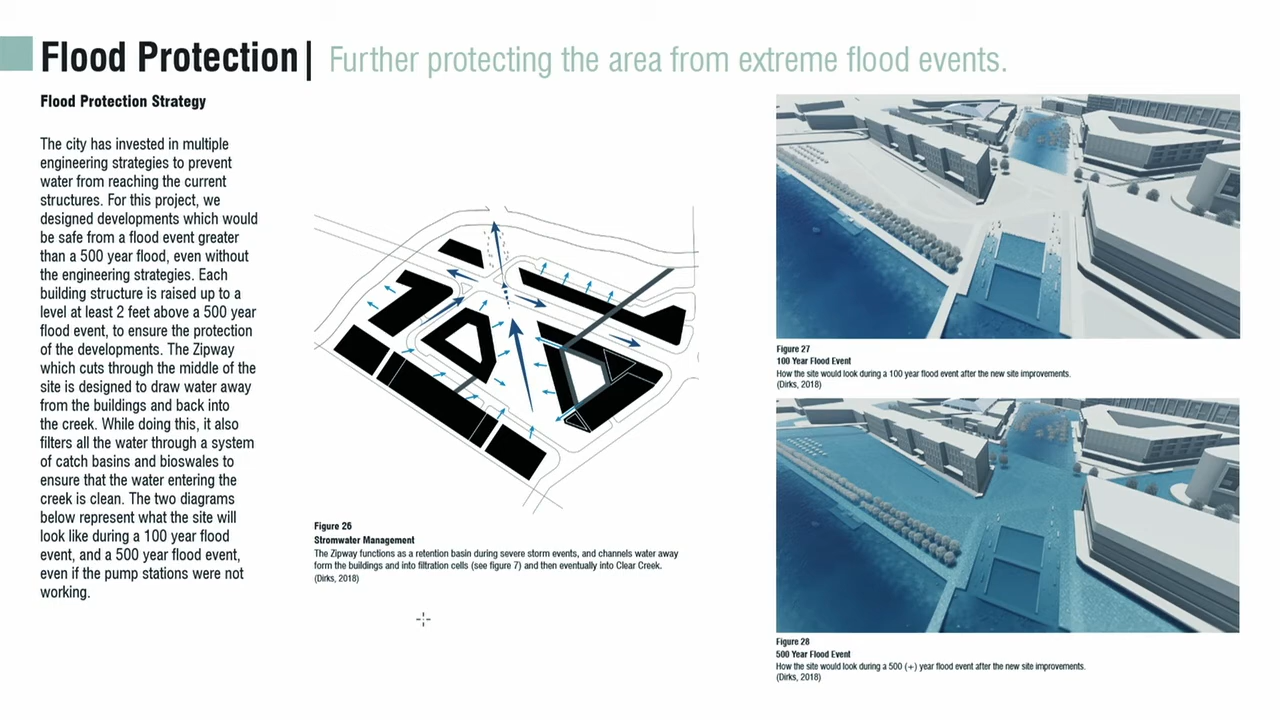 Flood Protection| Further protecting the area from extreme flood events.
Flood Protection Strategy
The city has invested in multiple
engineering strategies to prevent
water from reaching the current
structures. For this project, we
designed developments which would
be safe from a flood event greater
than a 500 year flood, even without
the engineering strategies. Each
building structure is raised up to a
level at least 2 feet above a 500 year
flood event, to ensure the protection
of the developments. The Zipway
which cuts through the middle of the
site is designed to draw water away
from the buildings and back into
the creek. While doing this, it also
filters all the water through a system
of catch basins and bioswales to
ensure that the water entering the
creek is clean. The two diagrams
below represent what the site will
look like during a 100 year flood
event, and a 500 year flood event,
even if the pump stations were not
working.
Figure 26
Stromwater Management
The Zipway functions as a retention basin during severe storm events, and channels water away
form the buildings and into filtration cells (see figure 7) and then eventually into Clear Creek.
(Dirks, 2018)
Figure 27
100 Year Flood Event
How the site would look during a 100 year flood event after the new site improvements.
(Dirks, 2018)
Figure 28
500 Year Flood Event
How the site would look during a 500 (+) year flood event after the new site improvements.
(Dirks, 2018)